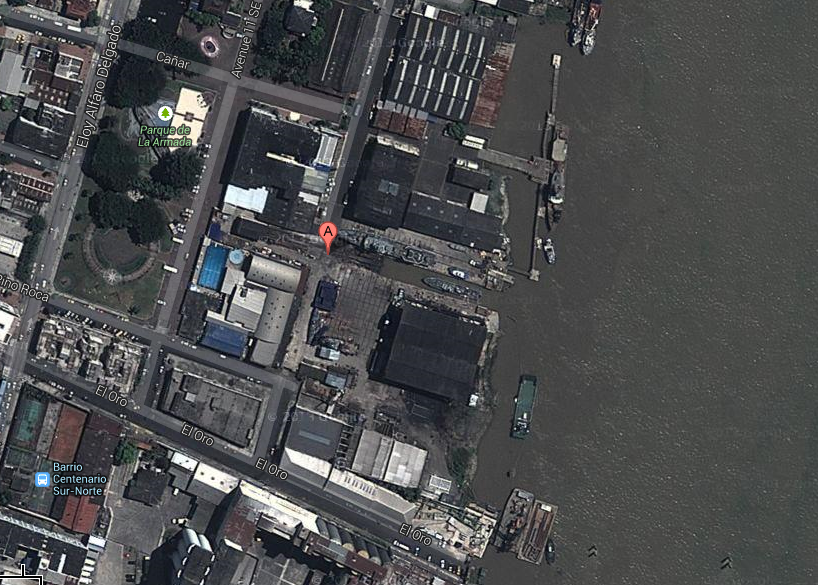 Cañar
Avenue 11 SE
Eloy Alfaro Delgado
Parque de
La Armada
A
Roca
El Oro
El Oro
El Oro
El Oro
Barrio
Centenario
Sur-Norte